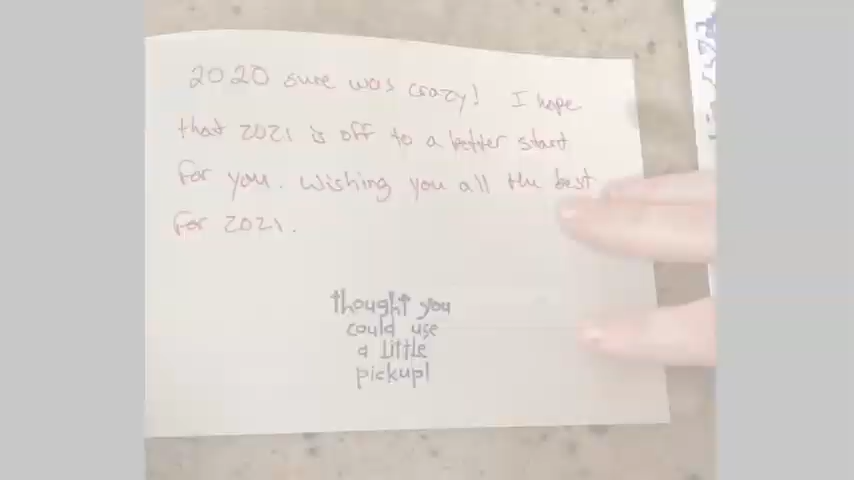 2020 sure was crazy! I hope
that 2021 is off to a better start
for you. Wishing you all the best
for 2021.
thought you
could use
a little
pickup!